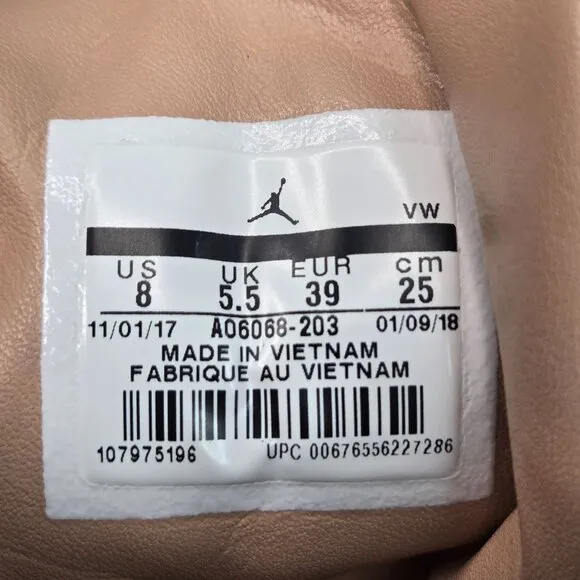 VW
US UK EUR cm
8 5.5 39 25
11/01/17 AO6068-203 01/09/18
MADE IN VIETNAM
FABRIQUE AU VIETNAM
107975196 UPC 00676556227286